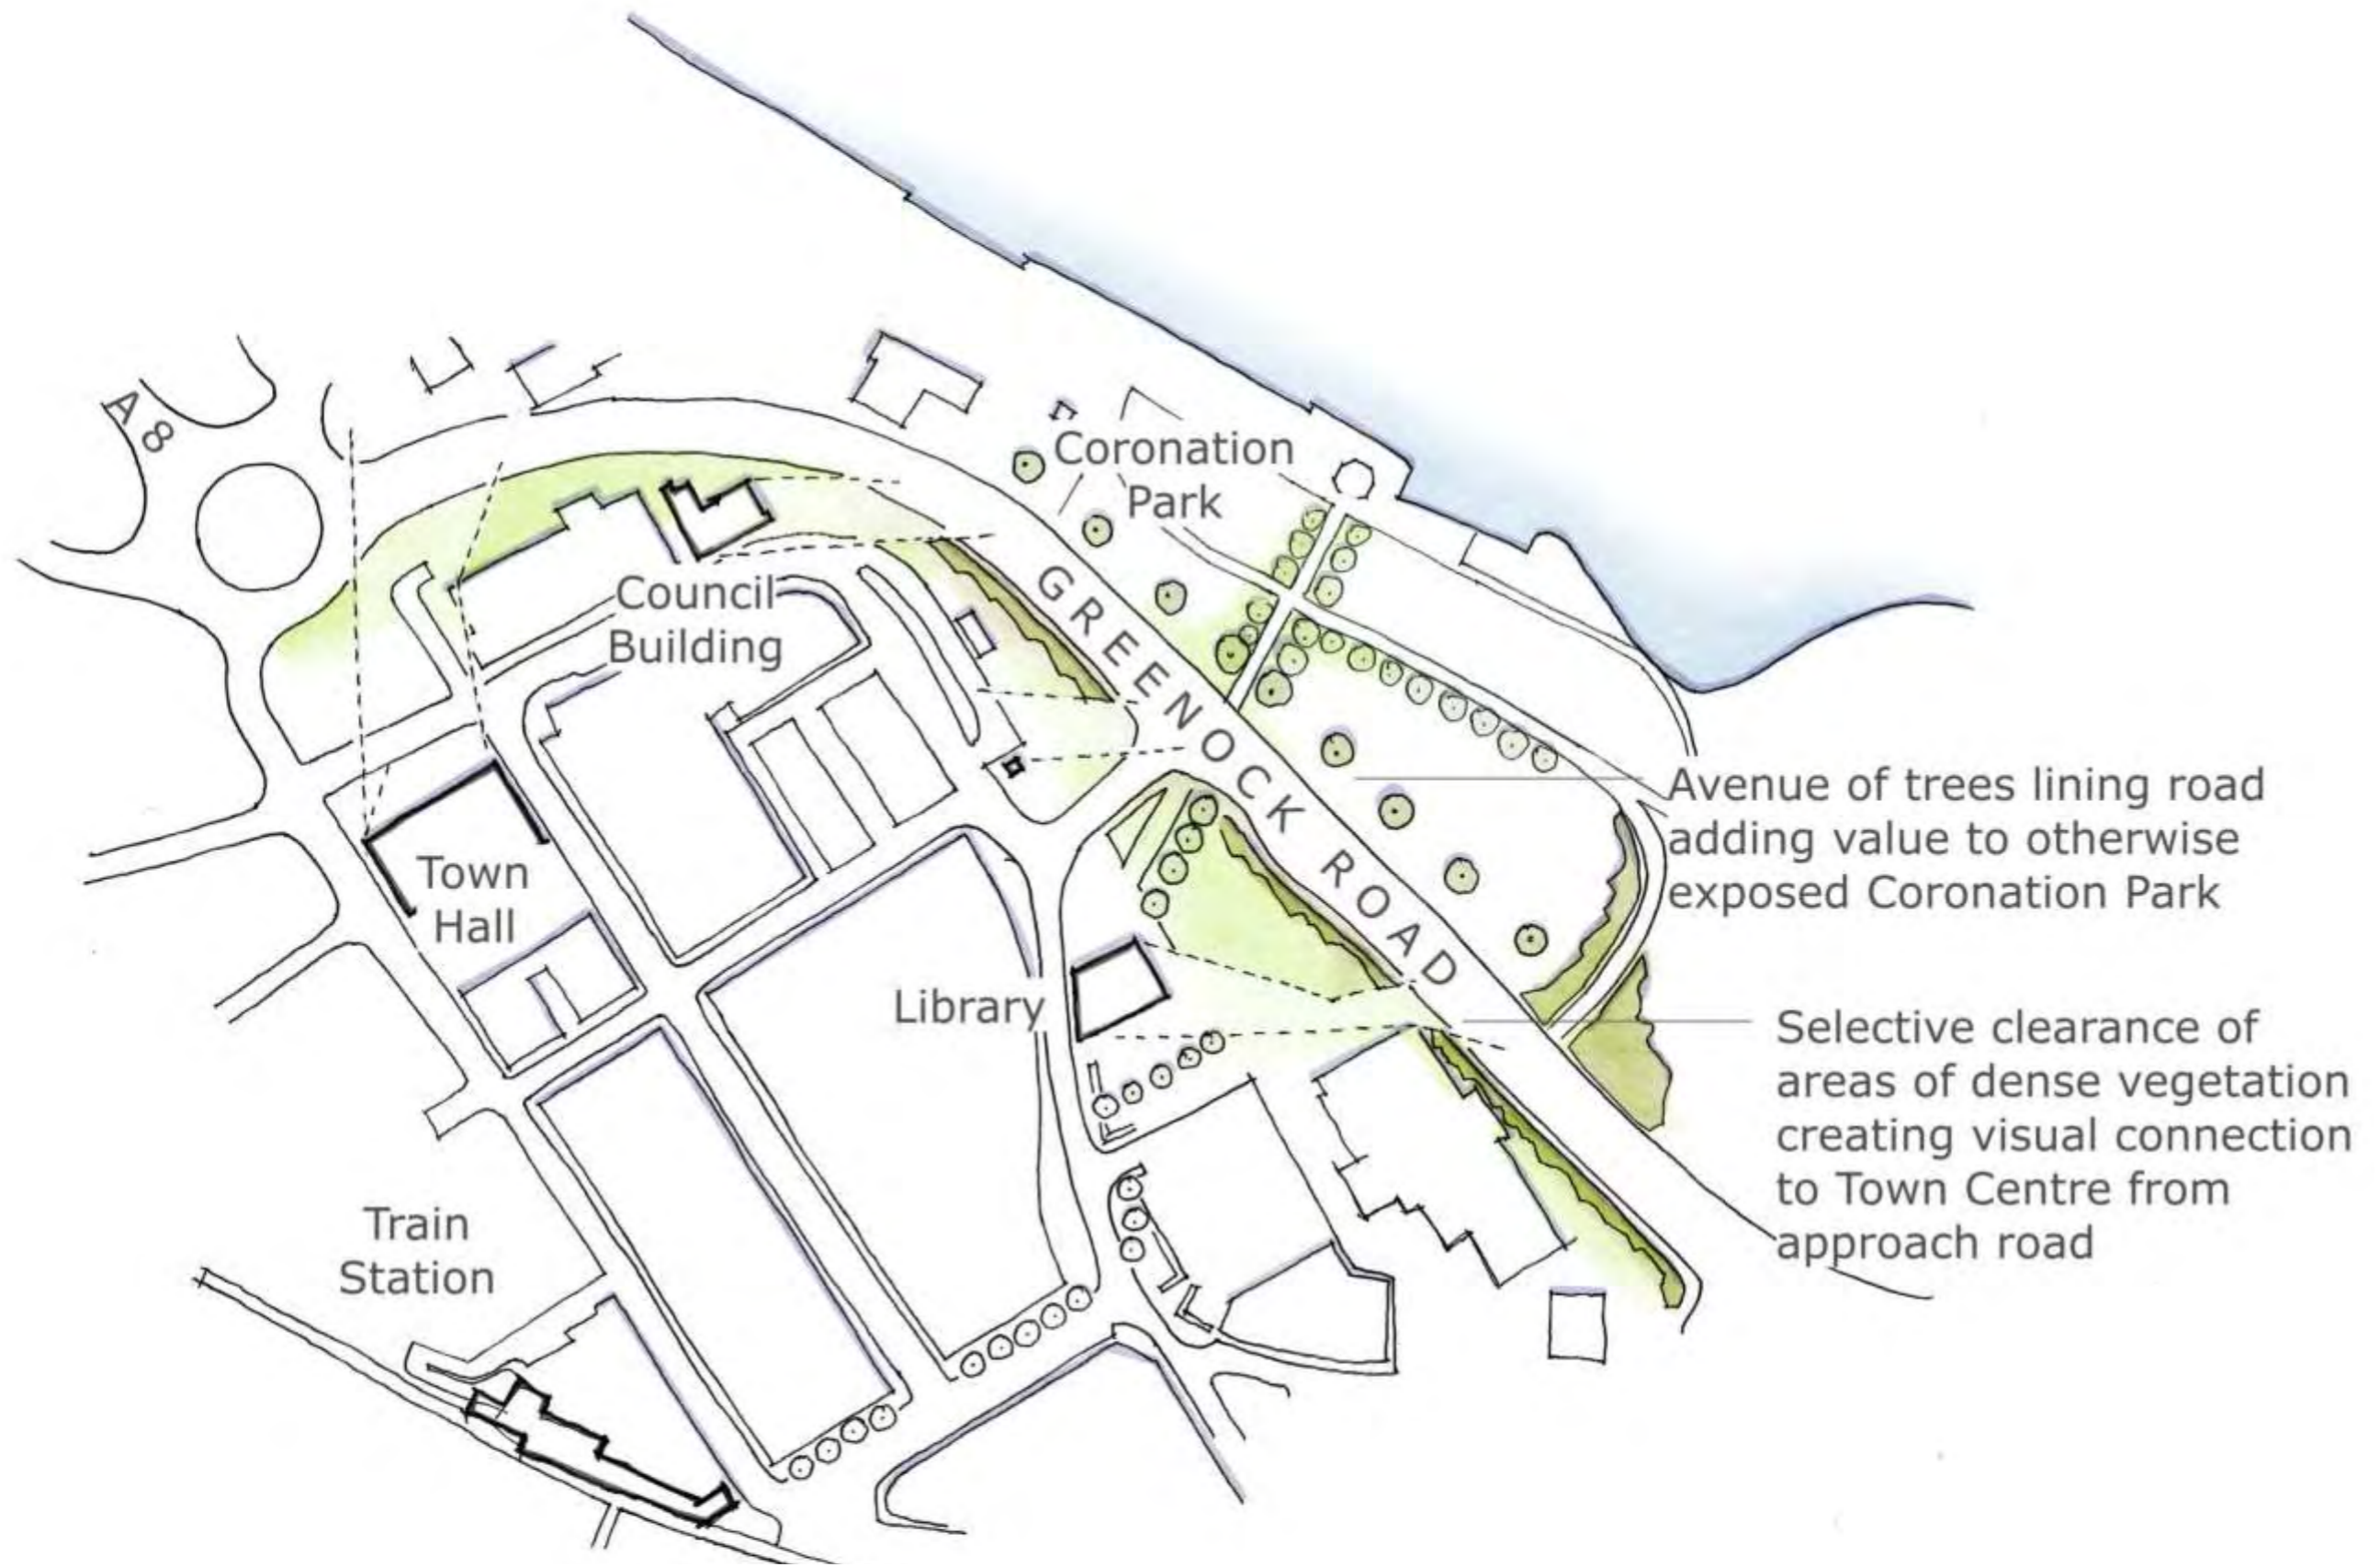 A8
Coronation
Park
Council
Building
GREENOCK ROAD
Town
Hall
Avenue of trees lining road
adding value to otherwise
exposed Coronation Park
Library
Selective clearance of
areas of dense vegetation
creating visual connection
to Town Centre from
approach road
Train
Station